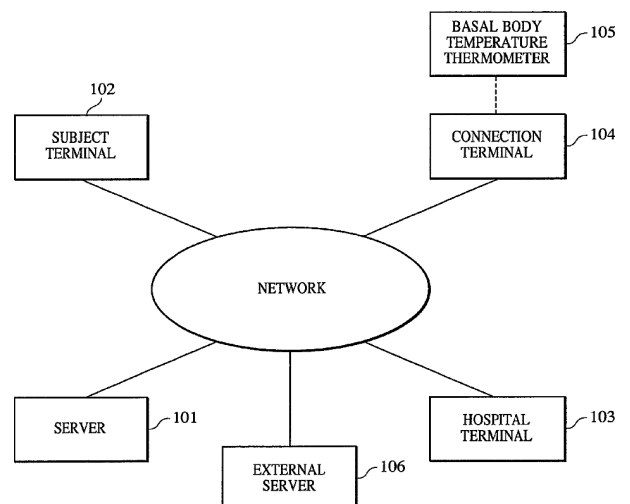 BASAL BODY
TEMPERATURE
THERMOMETER
105
102
SUBJECT
TERMINAL
CONNECTION
TERMINAL
104
NETWORK
SERVER
101
HOSPITAL
TERMINAL
103
EXTERNAL
SERVER
106